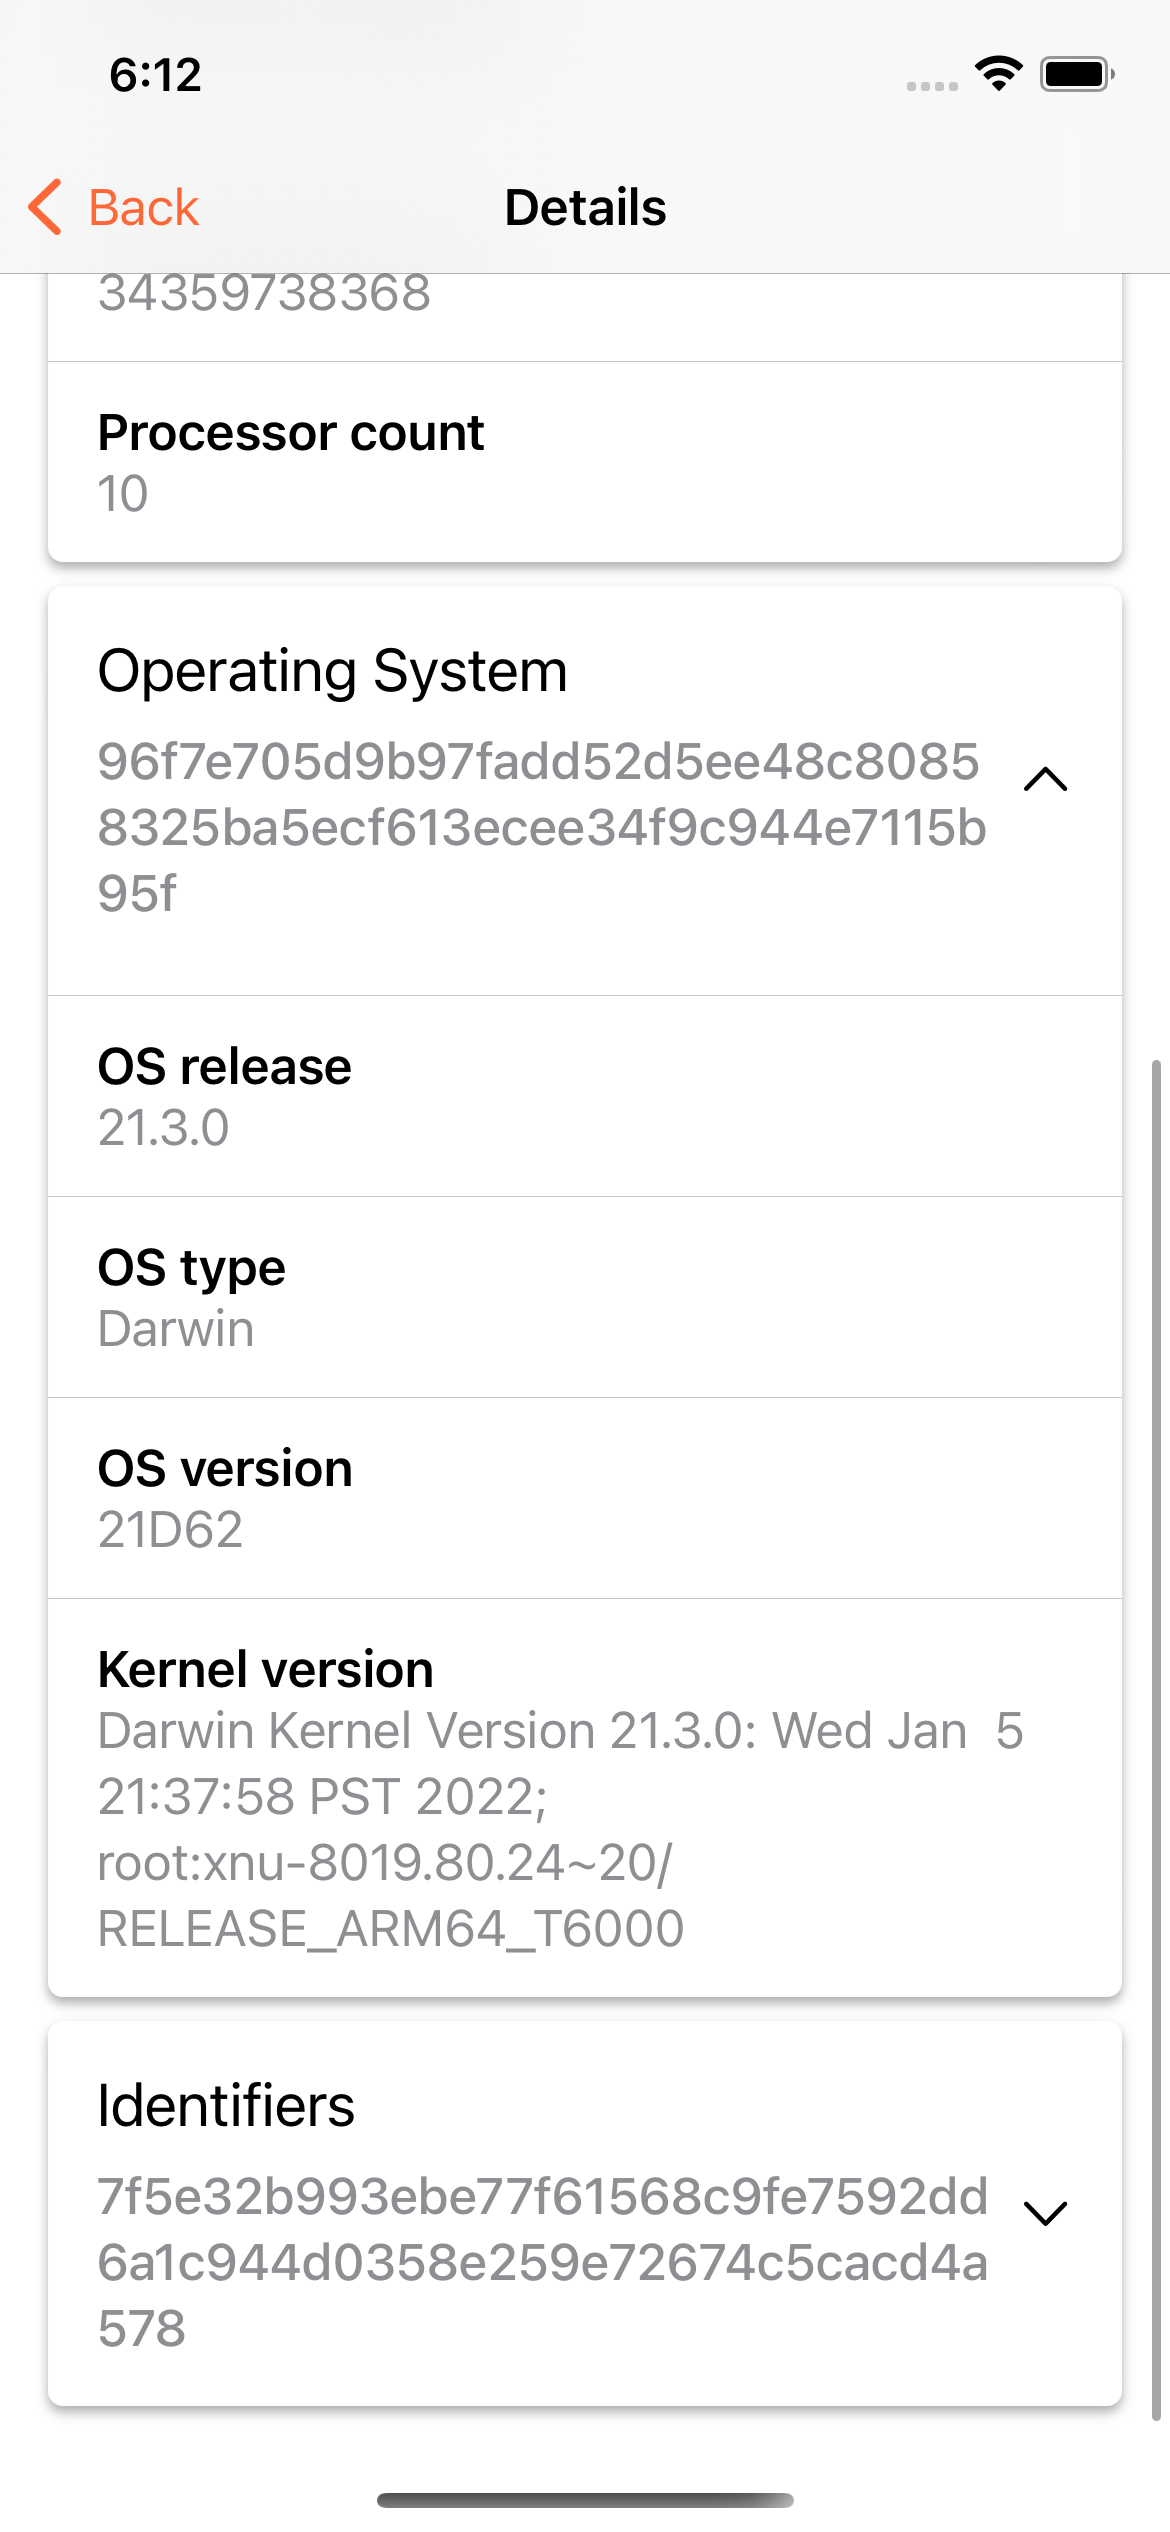 6:12
Back
Details
34359738368
Processor count
10
Operating System
96f7e705d9b97fadd52d5ee48c8085
8325ba5ecf613ecee34f9c944e7115b
95f
OS release
21.3.0
OS type
Darwin
OS version
21D62
Kernel version
Darwin Kernel Version 21.3.0: Wed Jan  5
21:37:58 PST 2022;
root:xnu-8019.80.24~20/
RELEASE_ARM64_T6000
Identifiers
7f5e32b993ebe77f61568c9fe7592dd
6a1c944d0358e259e72674c5cacd4a
578